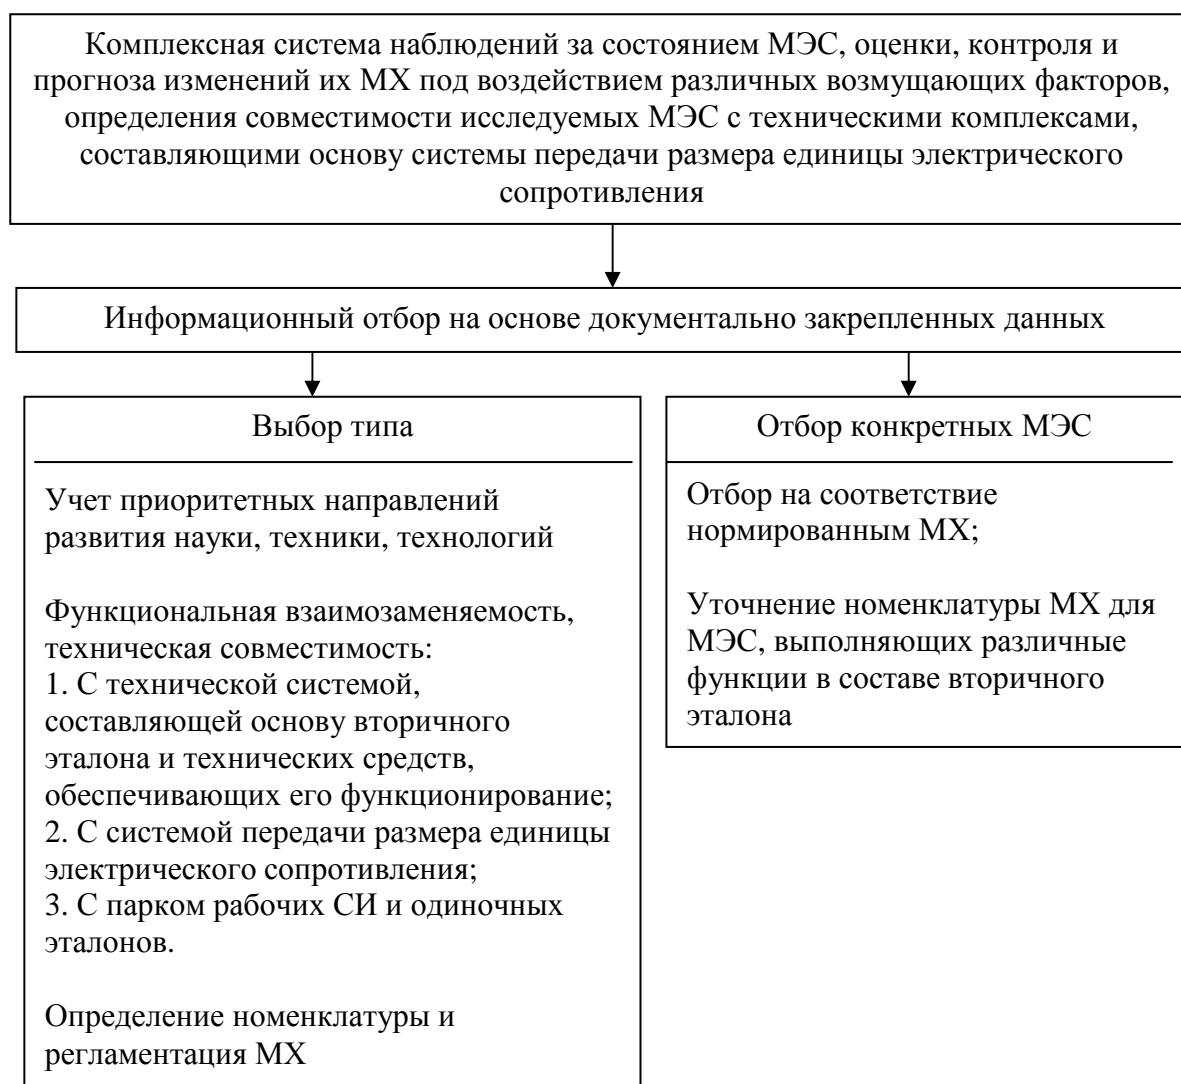 Комплексная система наблюдений за состоянием МЭС, оценки, контроля и
прогноза изменений их МХ под воздействием различных возмущающих факторов,
определения совместимости исследуемых МЭС с техническими комплексами,
составляющими основу системы передачи размера единицы электрического
сопротивления
Информационный отбор на основе документально закрепленных данных
Выбор типа
Учет приоритетных направлений
развития науки, техники, технологий
Функциональная взаимозаменяемость,
техническая совместимость:
1. С технической системой,
составляющей основу вторичного
эталона и технических средств,
обеспечивающих его функционирование;
2. С системой передачи размера единицы
электрического сопротивления;
3. С парком рабочих СИ и одиночных
эталонов.
Определение номенклатуры и
регламентация МХ
Отбор конкретных МЭС
Отбор на соответствие
нормированным МХ;
Уточнение номенклатуры МХ для
МЭС, выполняющих различные
функции в составе вторичного
эталона